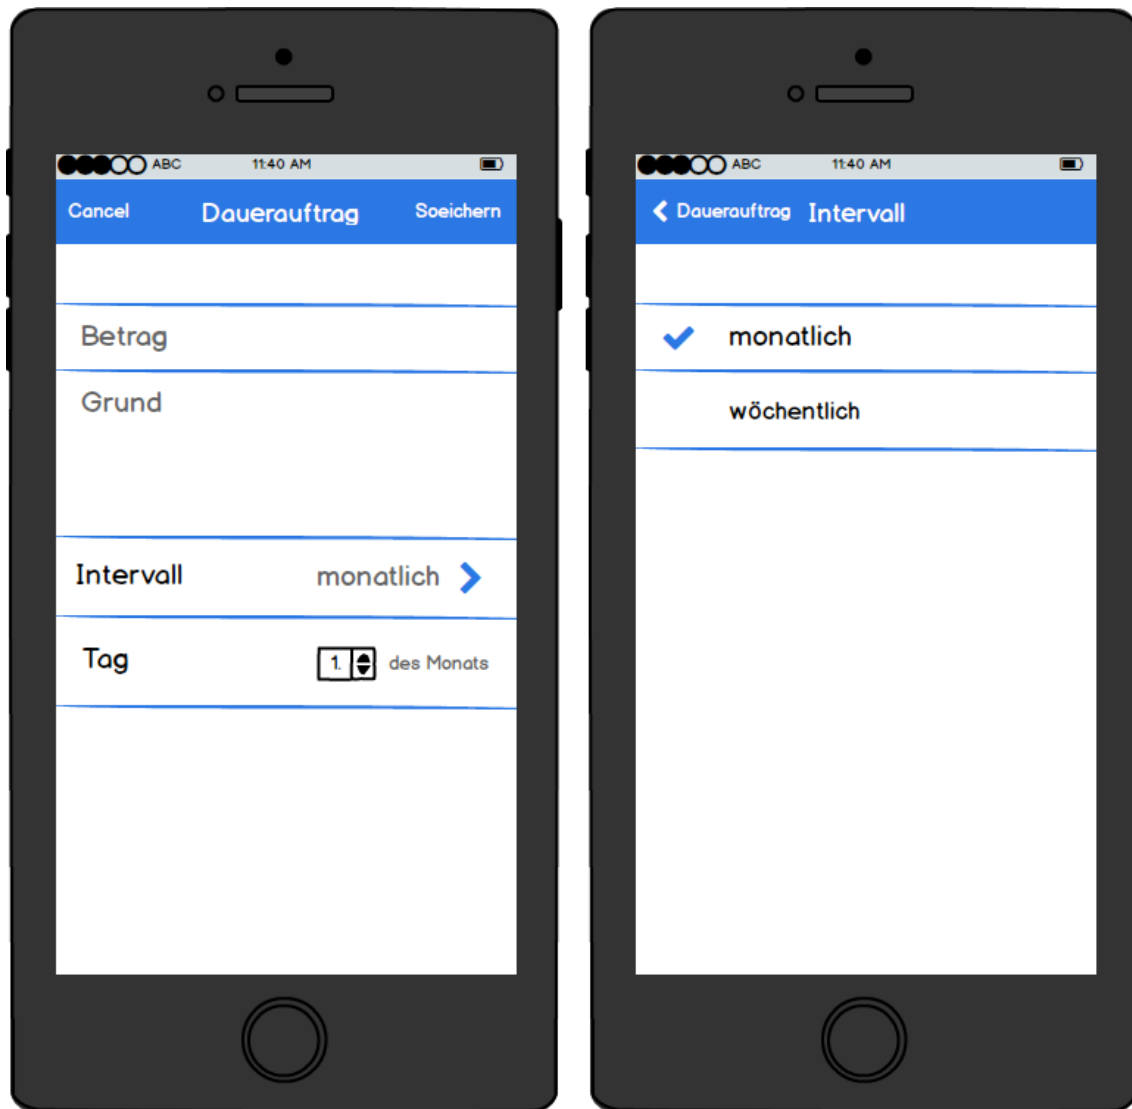 ABC 11:40 AM
Cancel Dauerauftrag Soeichern
Betrag
Grund
Intervall monatlich
Tag 1. des Monats
ABC 11:40 AM
Dauerauftrag Intervall
monatlich
wöchentlich